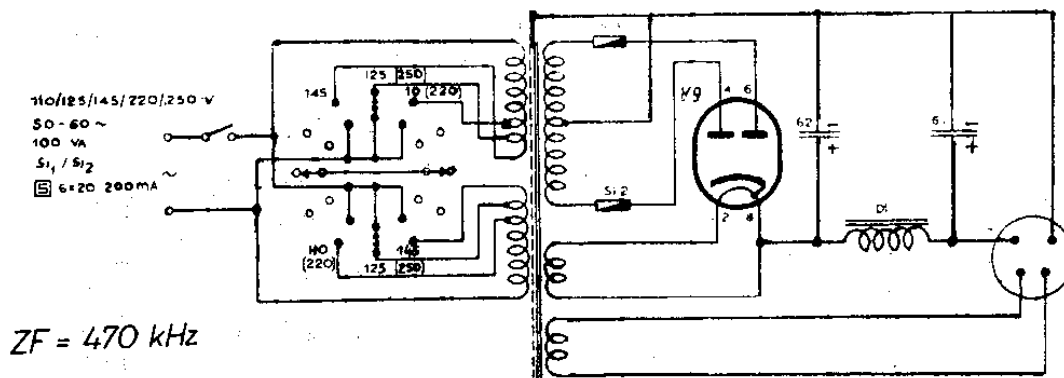 110/125/145/220/250 V
50-60 ~
100 VA
Si₁ / Si₂
S 6×20 200mA ~
145
125 (250)
110 (220)
110
(220)
125 (250)
145
Si 2
4 6
2 8
62
6
ZF = 470 kHz